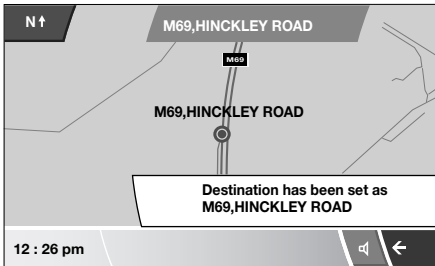 N↑
M69,HINCKLEY ROAD
M69
M69,HINCKLEY ROAD
Destination has been set as
M69,HINCKLEY ROAD
12 : 26 pm